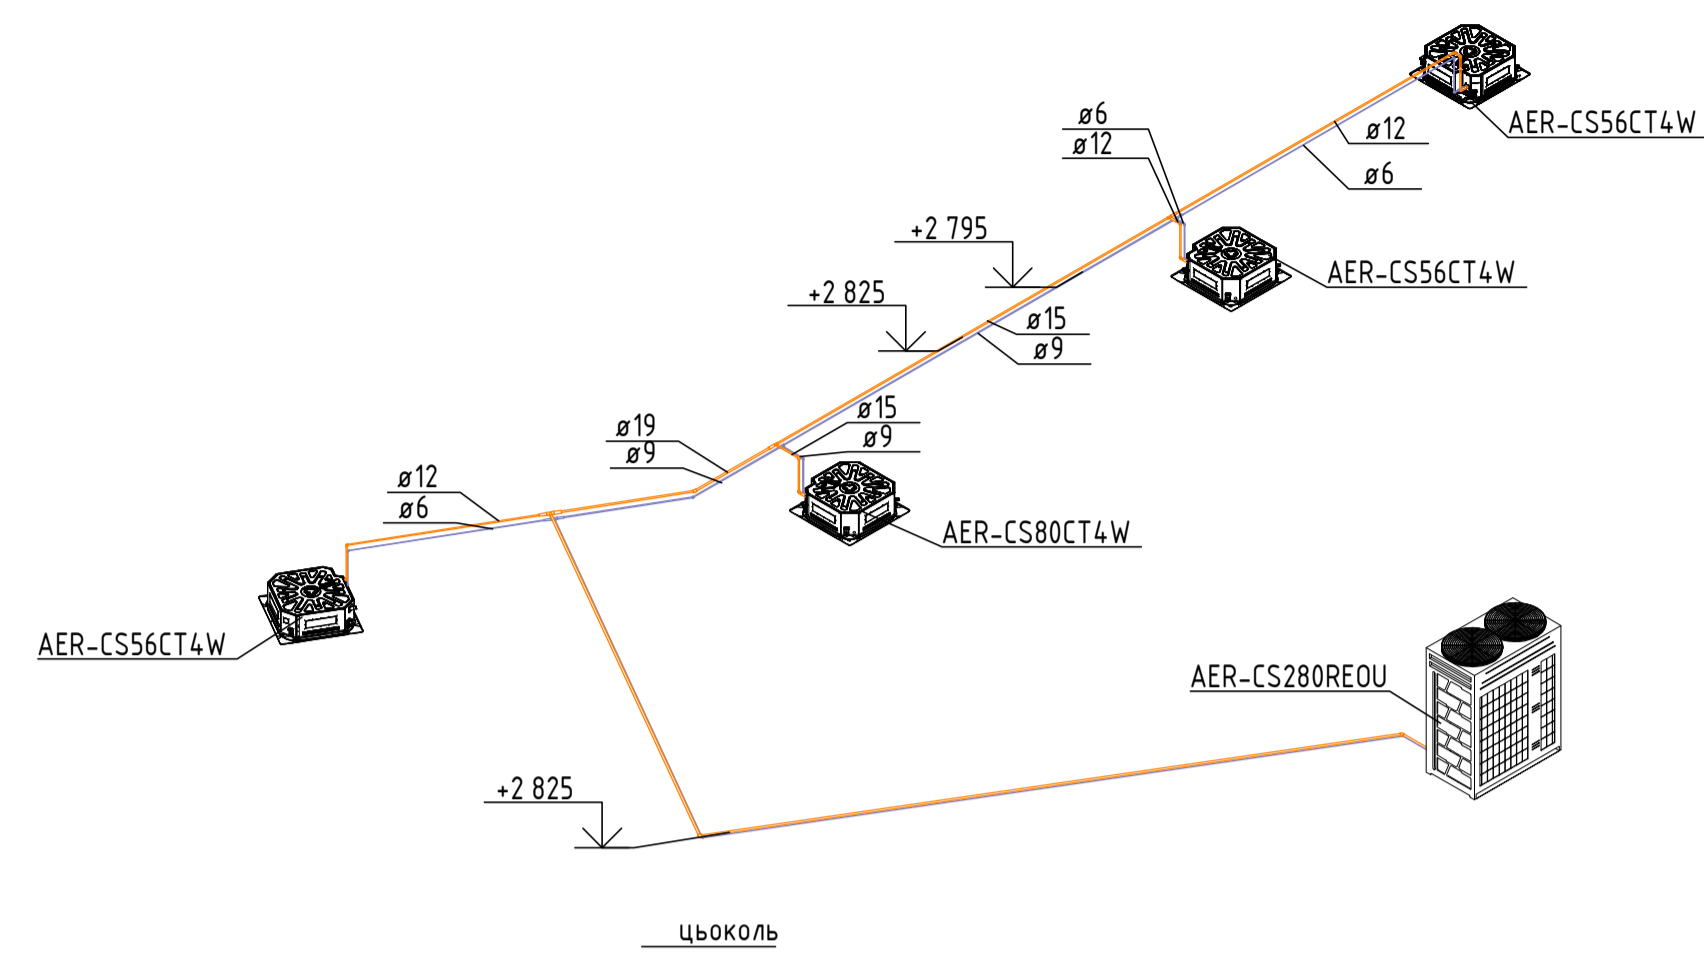 AER-CS56CT4W
ø6
ø12
ø12
ø6
+2 795
AER-CS56CT4W
+2 825
ø15
ø9
ø15
ø9
ø19
ø9
ø12
ø6
AER-CS80CT4W
AER-CS56CT4W
AER-CS280REOU
+2 825
цьоколь